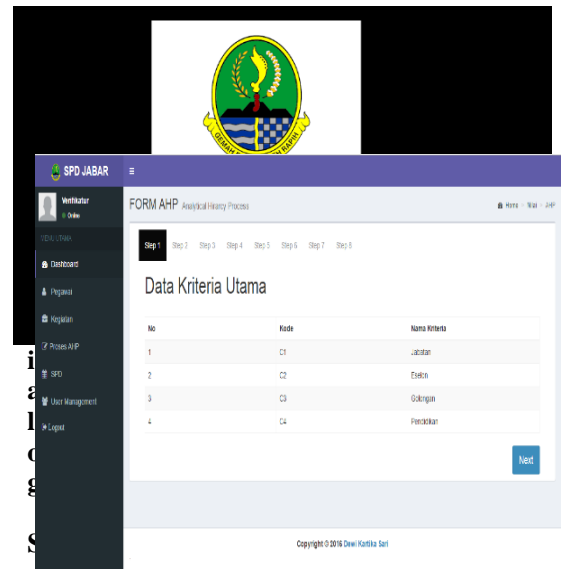 GEMAH RAPIH
SPD JABAR
Verifikatur
Online
MENU UTAMA
Dashboard
Pegawai
Kegiatan
Proses AHP
SPD
User Management
Logout
FORM AHP Analytical Hirarcy Process
Home > Nilai > AHP
Step 1 Step 2 Step 3 Step 4 Step 5 Step 6 Step 7 Step 8
Data Kriteria Utama
No Kode Nama Kriteria
1 C1 Jabatan
2 C2 Eselon
3 C3 Golongan
4 C4 Pendidikan
Next
Copyright © 2016 Dewi Kartika Sari
i
a
l
o
g
S